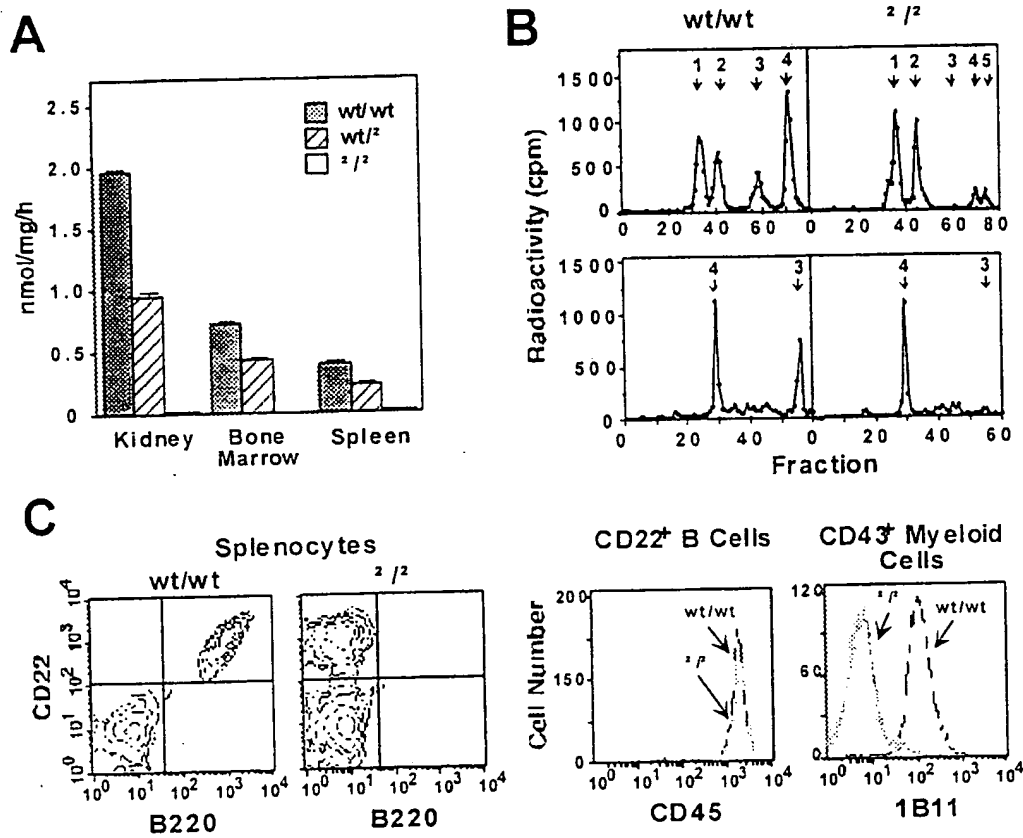 A
nmol/mg/h
2.5
2.0
1.5
1.0
0.5
0
wt/wt
wt/²
²/²
Kidney
Bone
Marrow
Spleen
B
wt/wt
²/²
Radioactivity (cpm)
1500
1000
500
0
1 2 3 4
1 2 3 4 5
0 20 40 60 0 20 40 60 80
1500
1000
500
0
4 3
4 3
0 20 40 60 0 20 40 60
Fraction
C
Splenocytes
wt/wt
²/²
CD22
10⁴
10³
10²
10¹
10⁰
10⁰ 10¹ 10² 10³ 10⁴
B220
10⁰ 10¹ 10² 10³ 10⁴
B220
CD22⁺ B Cells
Cell Number
200
150
0
wt/wt
²/²
10⁰ 10¹ 10² 10³ 10⁴
CD45
CD43⁺ Myeloid
Cells
120
60
0
²/²
wt/wt
10⁰ 10¹ 10² 10³ 10⁴
1B11